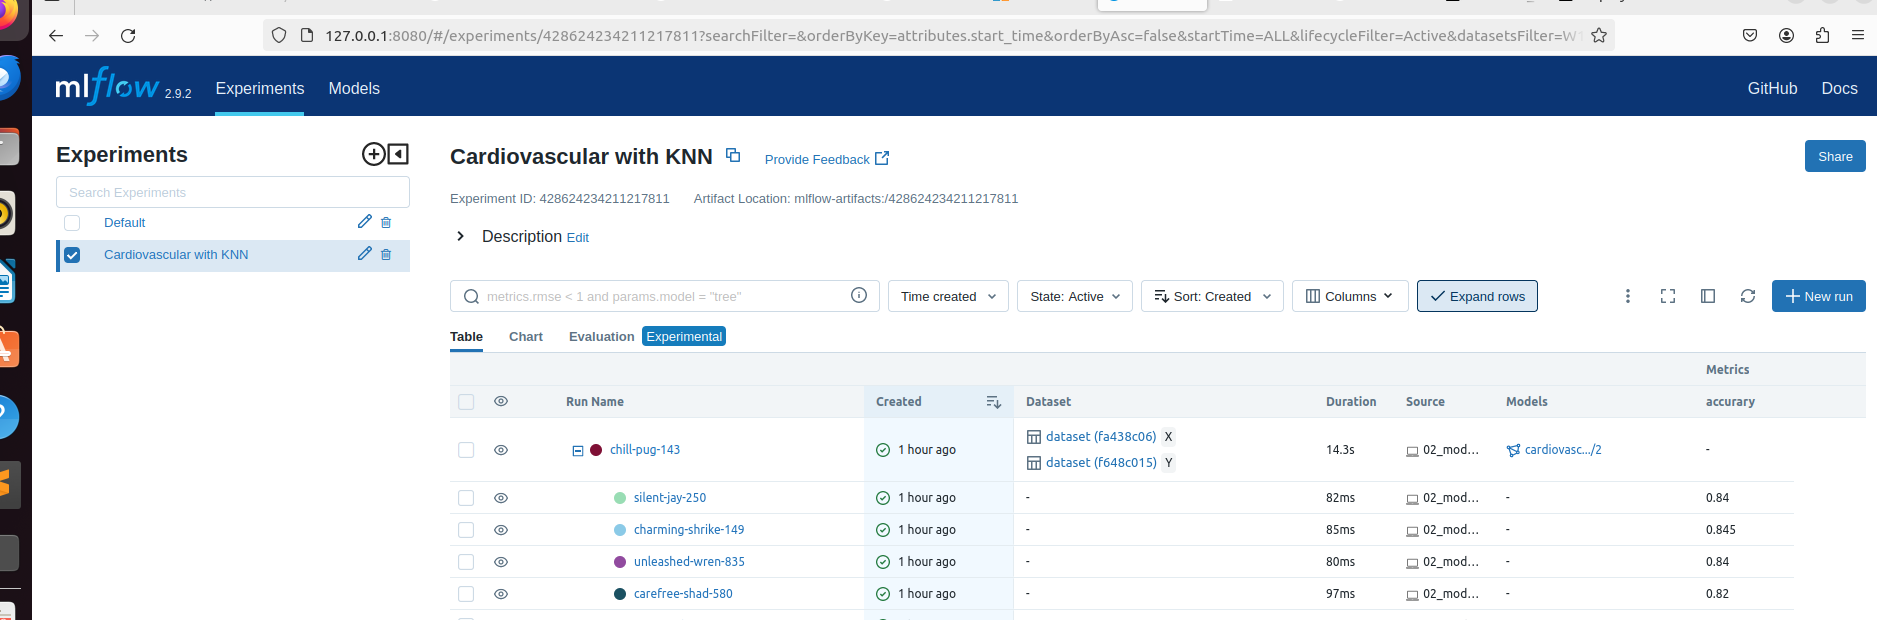 127.0.0.1:8080/#/experiments/428624234211217811?searchFilter=&orderByKey=attributes.start_time&orderByAsc=false&startTime=ALL&lifecycleFilter=Active&datasetsFilter=W
mlflow 2.9.2 Experiments Models GitHub Docs
Experiments
Search Experiments
Default
Cardiovascular with KNN
Cardiovascular with KNN Provide Feedback Share
Experiment ID: 428624234211217811 Artifact Location: mlflow-artifacts:/428624234211217811
Description Edit
metrics.rmse < 1 and params.model = "tree" Time created State: Active Sort: Created Columns Expand rows New run
Table Chart Evaluation Experimental
Metrics
Run Name Created Dataset Duration Source Models accurary
chill-pug-143 1 hour ago dataset (fa438c06) X 14.3s 02_mod... cardiovasc.../2 -
dataset (f648c015) Y
silent-jay-250 1 hour ago - 82ms 02_mod... - 0.84
charming-shrike-149 1 hour ago - 85ms 02_mod... - 0.845
unleashed-wren-835 1 hour ago - 80ms 02_mod... - 0.84
carefree-shad-580 1 hour ago - 97ms 02_mod... - 0.82